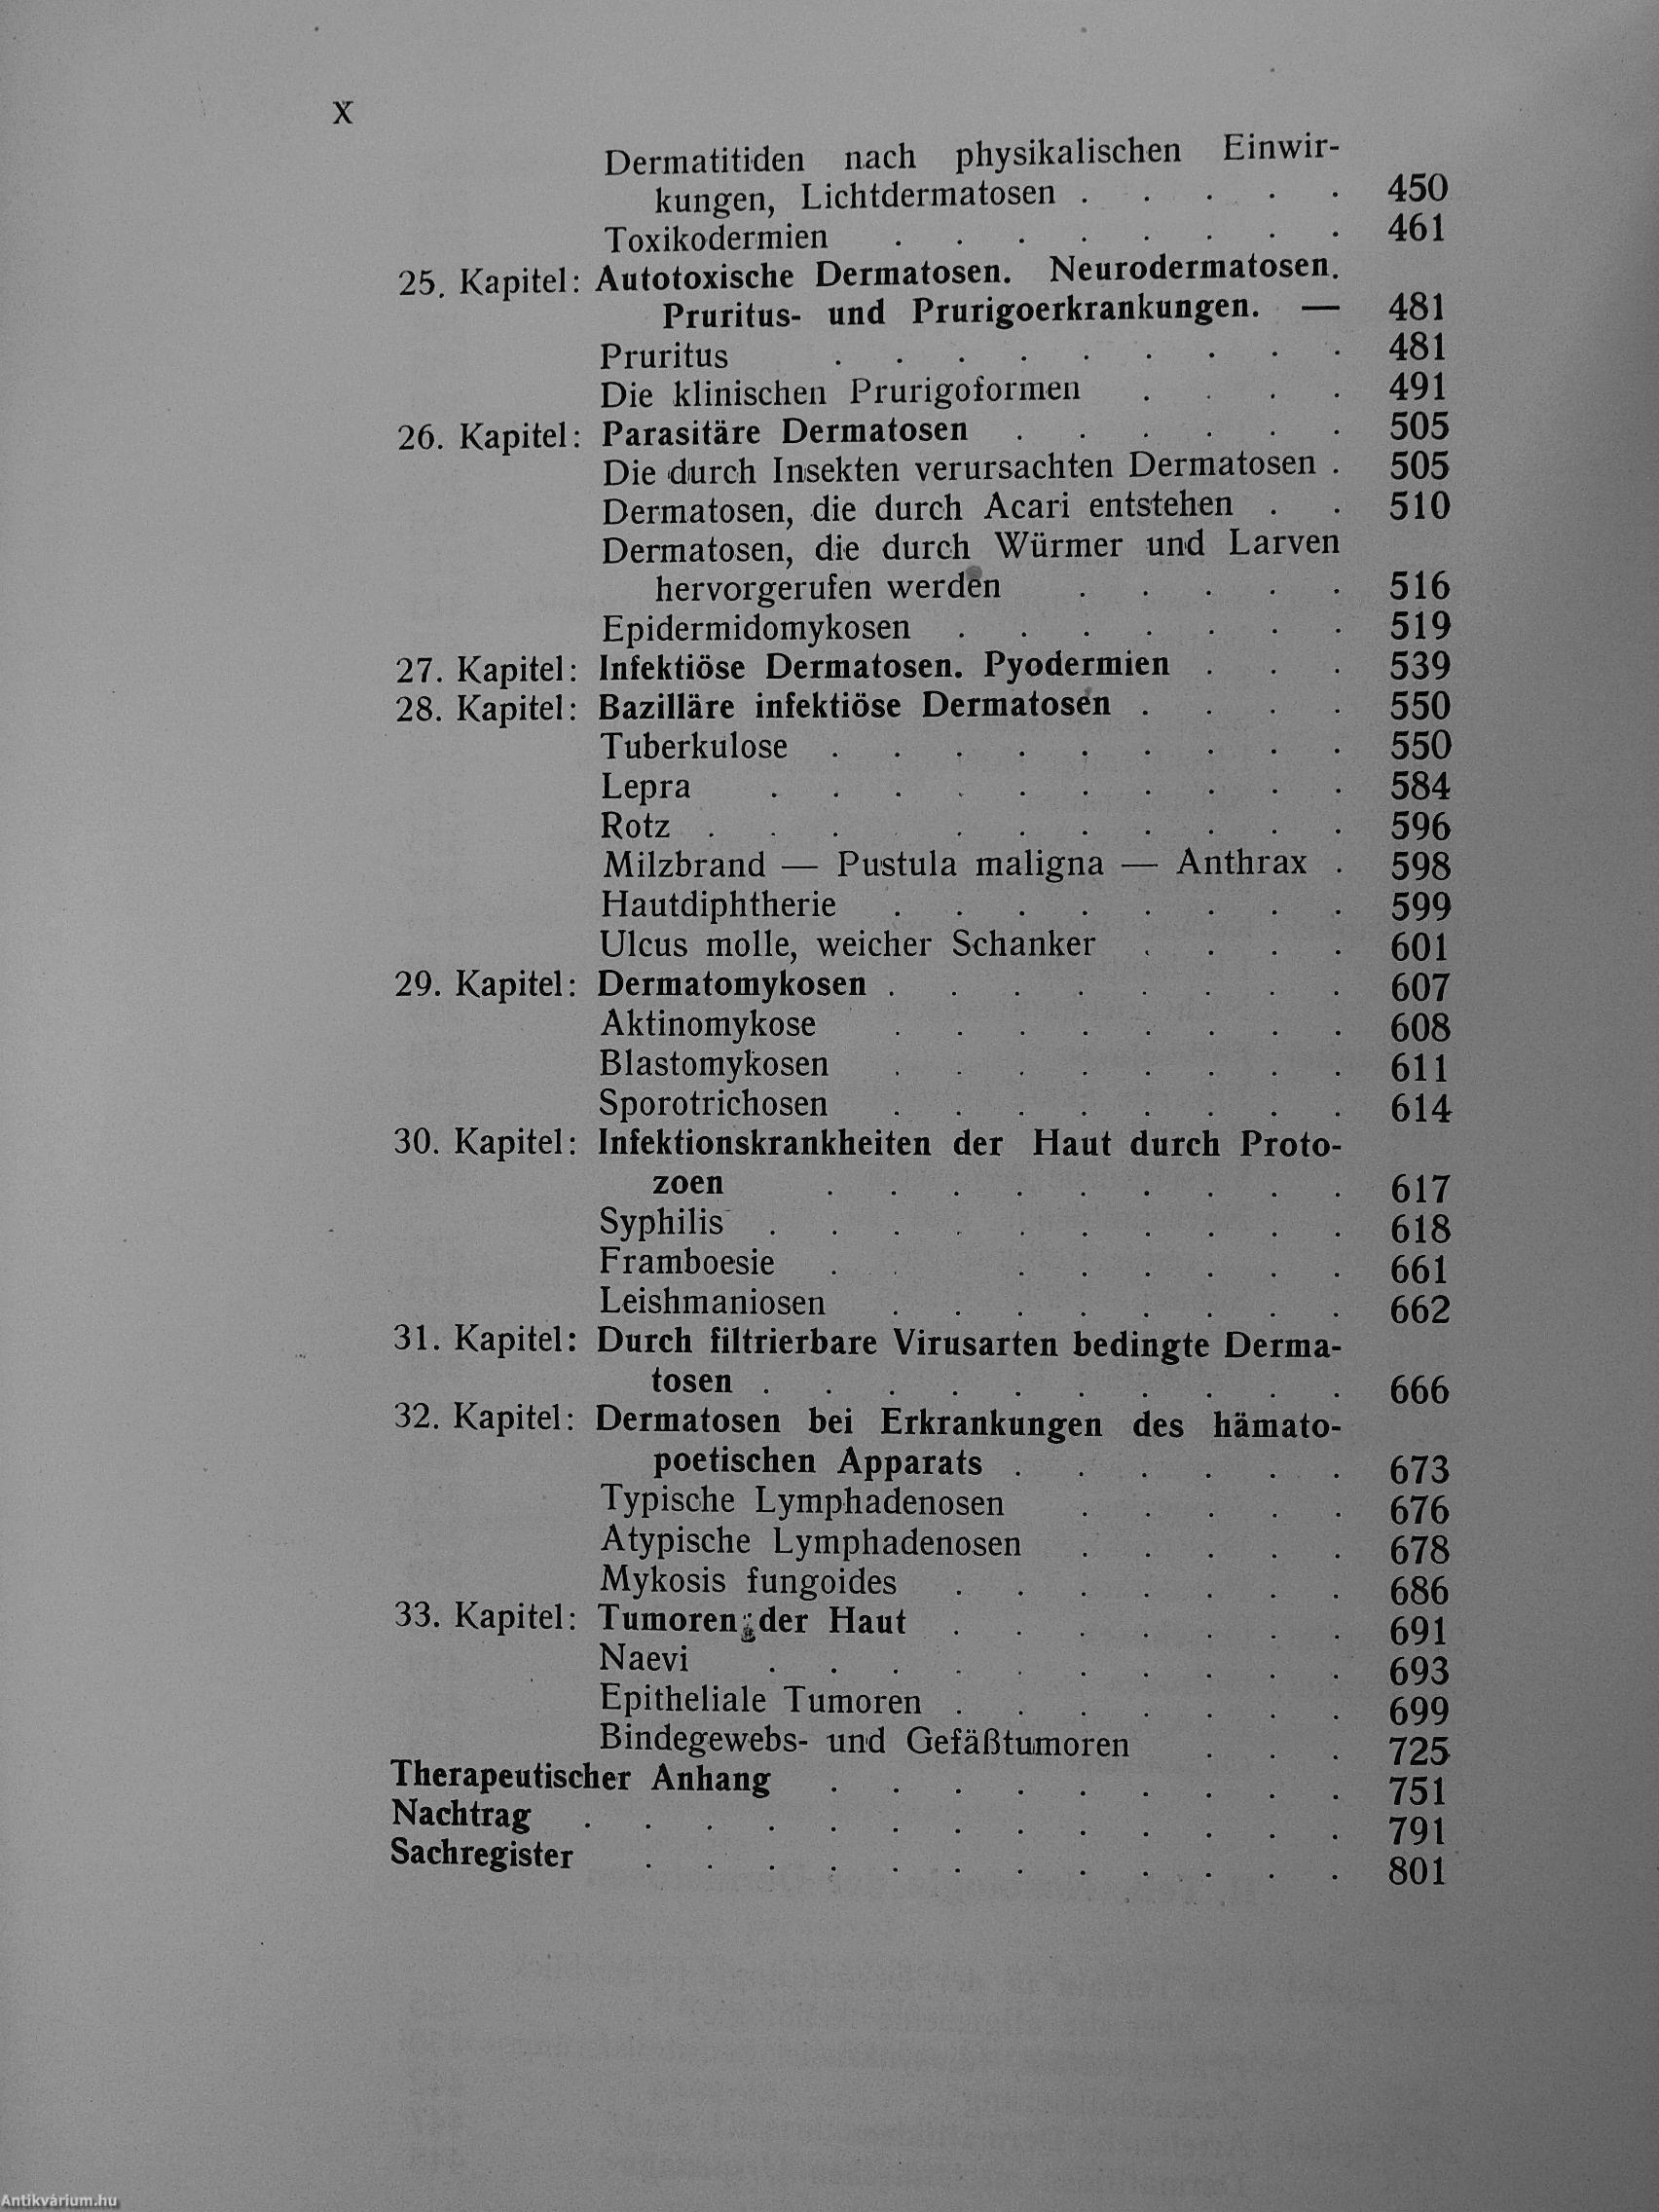 X
Dermatitiden nach physikalischen Einwir-
kungen, Lichtdermatosen . . . . . 450
Toxikodermien . . . . . . . . 461
25. Kapitel: Autotoxische Dermatosen. Neurodermatosen.
Pruritus- und Prurigoerkrankungen. — 481
Pruritus . . . . . . . . . 481
Die klinischen Prurigoformen . . . . 491
26. Kapitel: Parasitäre Dermatosen . . . . . . 505
Die durch Insekten verursachten Dermatosen . 505
Dermatosen, die durch Acari entstehen . . 510
Dermatosen, die durch Würmer und Larven
hervorgerufen werden . . . . . 516
Epidermidomykosen . . . . . . . 519
27. Kapitel: Infektiöse Dermatosen. Pyodermien . . . 539
28. Kapitel: Bazilläre infektiöse Dermatosen . . . . 550
Tuberkulose . . . . . . . . . 550
Lepra . . . . . . . . . . 584
Rotz . . . . . . . . . . 596
Milzbrand — Pustula maligna — Anthrax . 598
Hautdiphtherie . . . . . . . . 599
Ulcus molle, weicher Schanker . . . . 601
29. Kapitel: Dermatomykosen . . . . . . . . 607
Aktinomykose . . . . . . . . 608
Blastomykosen . . . . . . . . 611
Sporotrichosen . . . . . . . . 614
30. Kapitel: Infektionskrankheiten der Haut durch Proto-
zoen . . . . . . . . . 617
Syphilis . . . . . . . . . . 618
Framboesie . . . . . . . . 661
Leishmaniosen . . . . . . . . 662
31. Kapitel: Durch filtrierbare Virusarten bedingte Derma-
tosen . . . . . . . . . . 666
32. Kapitel: Dermatosen bei Erkrankungen des hämato-
poetischen Apparats . . . . . . 673
Typische Lymphadenosen . . . . . 676
Atypische Lymphadenosen . . . . . 678
Mykosis fungoides . . . . . . . 686
33. Kapitel: Tumoren der Haut . . . . . . . 691
Naevi . . . . . . . . . . 693
Epitheliale Tumoren . . . . . . . 699
Bindegewebs- und Gefäßtumoren . . . 725
Therapeutischer Anhang . . . . . . . . . 751
Nachtrag . . . . . . . . . . . . . 791
Sachregister . . . . . . . . . . . . 801
Antikvárium.hu